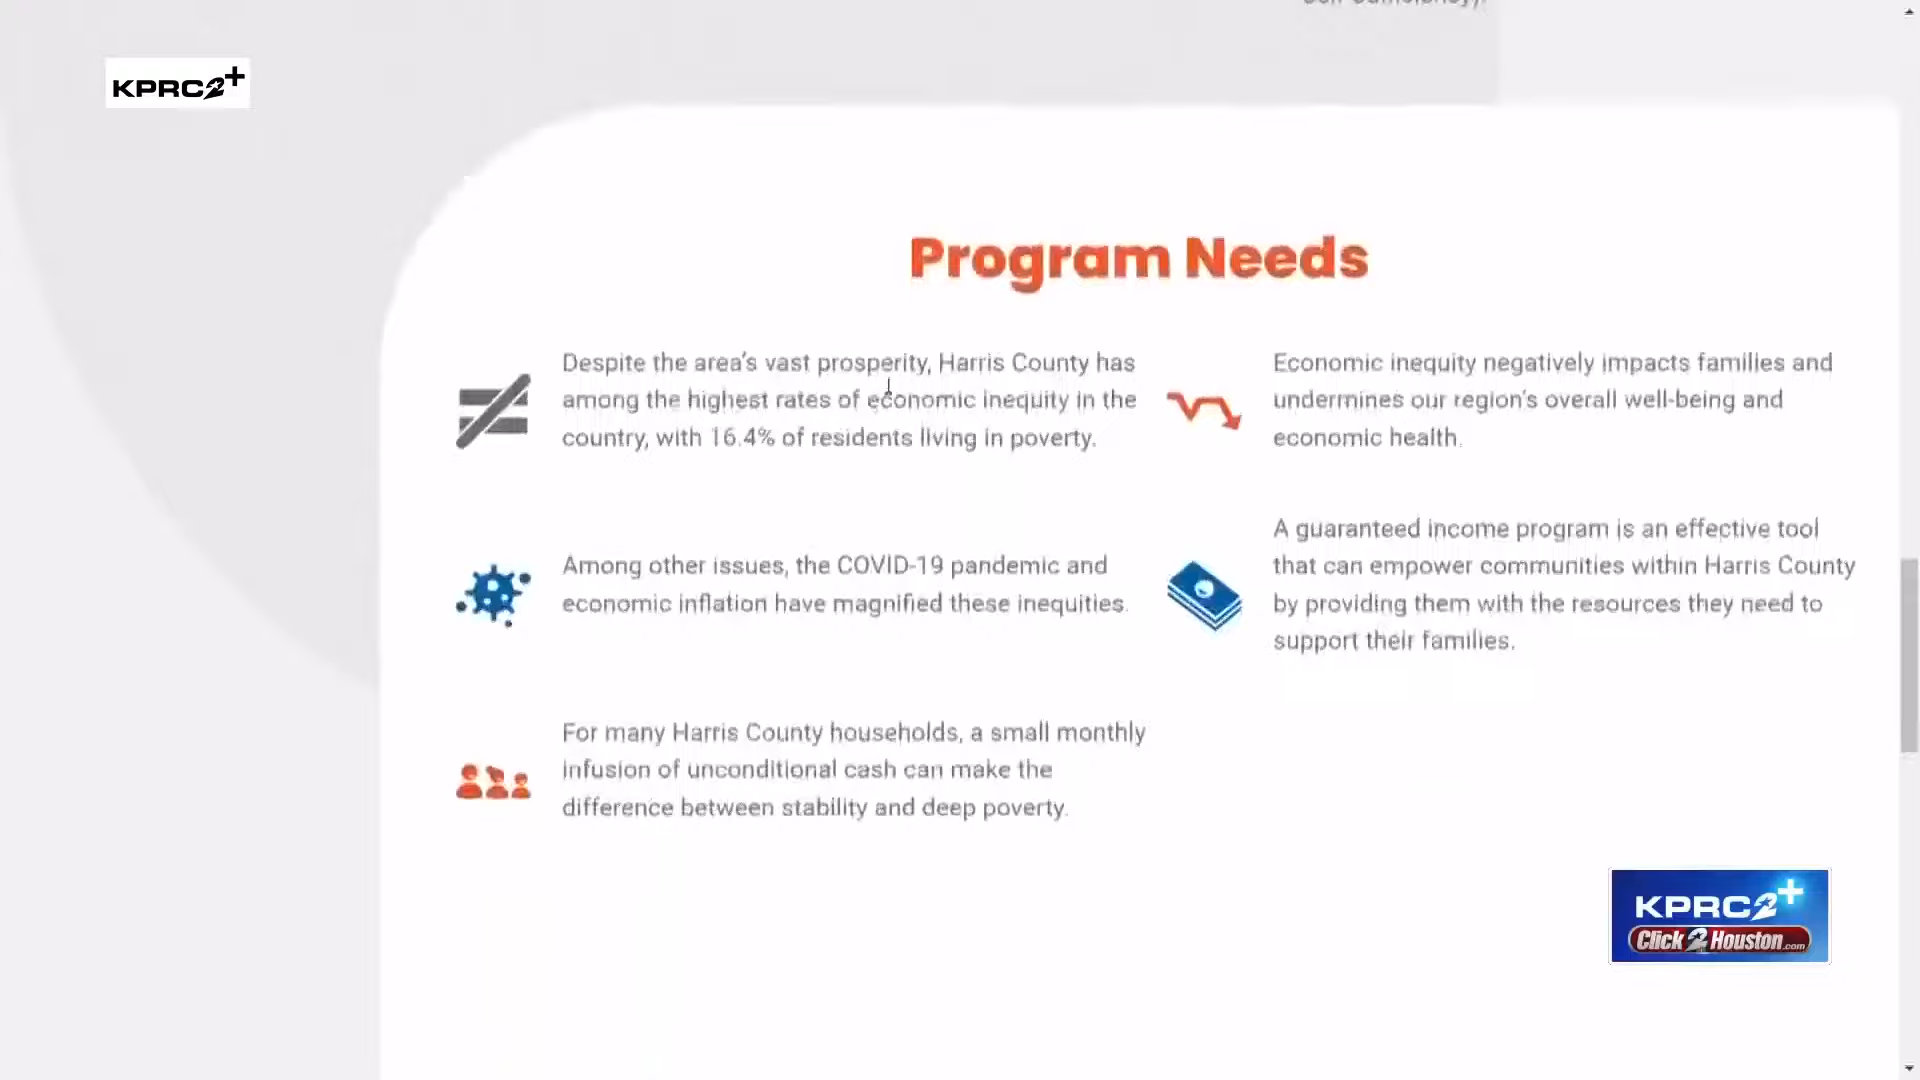 KPRC2+
Program Needs
Despite the area's vast prosperity, Harris County has
among the highest rates of economic inequity in the
country, with 16.4% of residents living in poverty.
Economic inequity negatively impacts families and
undermines our region's overall well-being and
economic health.
Among other issues, the COVID-19 pandemic and
economic inflation have magnified these inequities.
A guaranteed income program is an effective tool
that can empower communities within Harris County
by providing them with the resources they need to
support their families.
For many Harris County households, a small monthly
infusion of unconditional cash can make the
difference between stability and deep poverty.
KPRC2+
Click2Houston.com